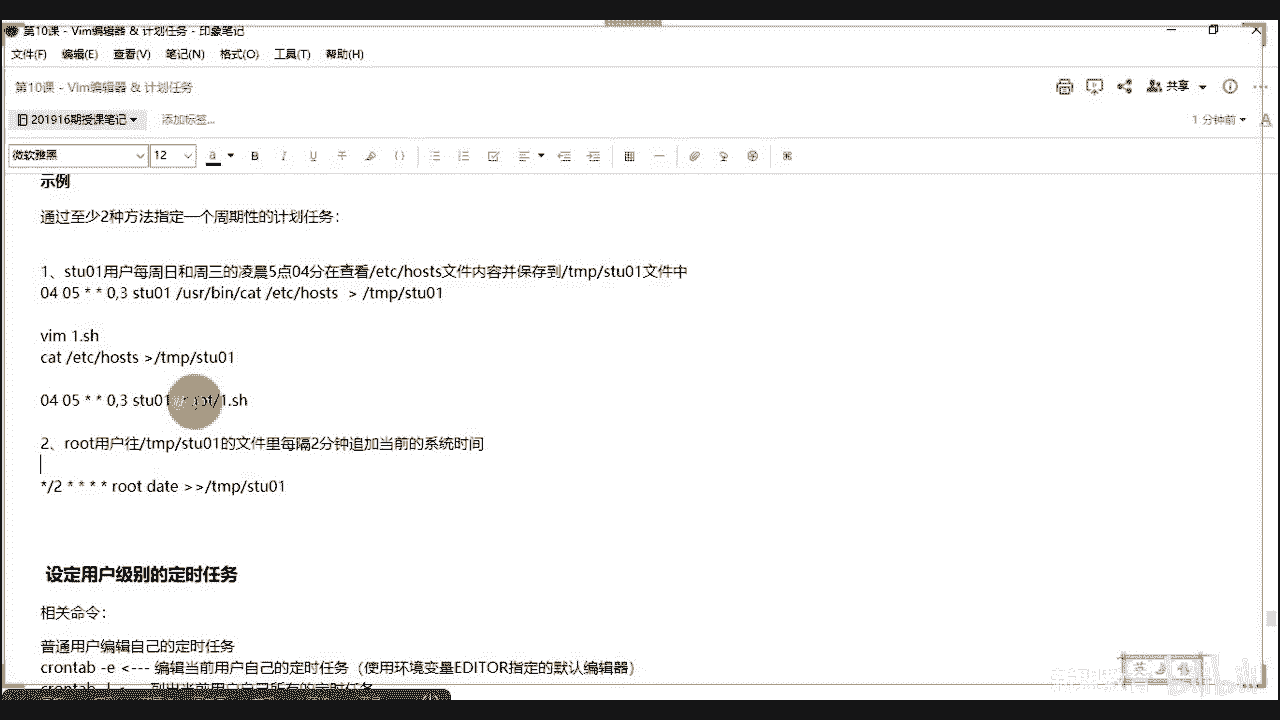 第10课 - Vim编辑器 & 计划任务 - 印象笔记
文件(F) 编辑(E) 查看(V) 笔记(N) 格式(O) 工具(T) 帮助(H)
第10课 - Vim编辑器 & 计划任务
共享
201916期授课笔记
添加标签...
1 分钟前
微软雅黑 12
示例
通过至少2种方法指定一个周期性的计划任务：
1、stu01用户每周日和周三的凌晨5点04分在查看/etc/hosts文件内容并保存到/tmp/stu01文件中
04 05 * * 0,3 stu01 /usr/bin/cat /etc/hosts > /tmp/stu01
vim 1.sh
cat /etc/hosts >/tmp/stu01
04 05 * * 0,3 stu01 /1.sh
2、root用户往/tmp/stu01的文件里每隔2分钟追加当前的系统时间
*/2 * * * * root date >>/tmp/stu01
设定用户级别的定时任务
相关命令：
普通用户编辑自己的定时任务
crontab -e <--- 编辑当前用户自己的定时任务（使用环境变量EDITOR指定的默认编辑器）